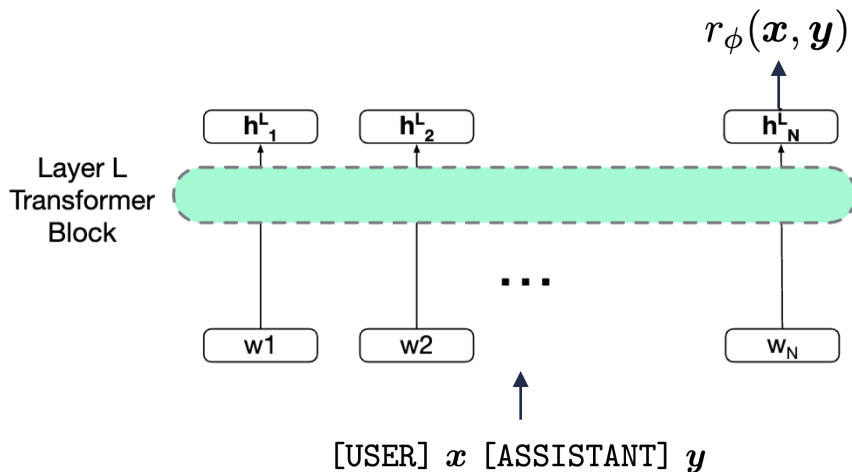 r_ϕ(x, y)
h^L_1 h^L_2 h^L_N
Layer L
Transformer
Block
...
w1 w2 w_N
[USER] x [ASSISTANT] y